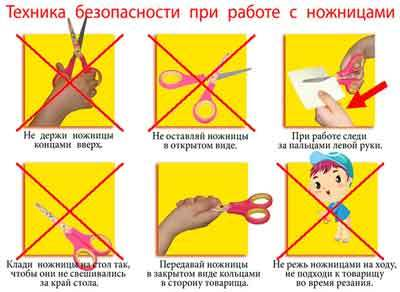 Техника безопасности при работе с ножницами
Не держи ножницы
концами вверх.
Не оставляй ножницы
в открытом виде.
При работе следи
за пальцами левой руки.
Клади ножницы на стол так,
чтобы они не свешивались
за край стола.
Передавай ножницы
в закрытом виде кольцами
в сторону товарища.
Не режь ножницами на ходу,
не подходи к товарищу
во время резания.